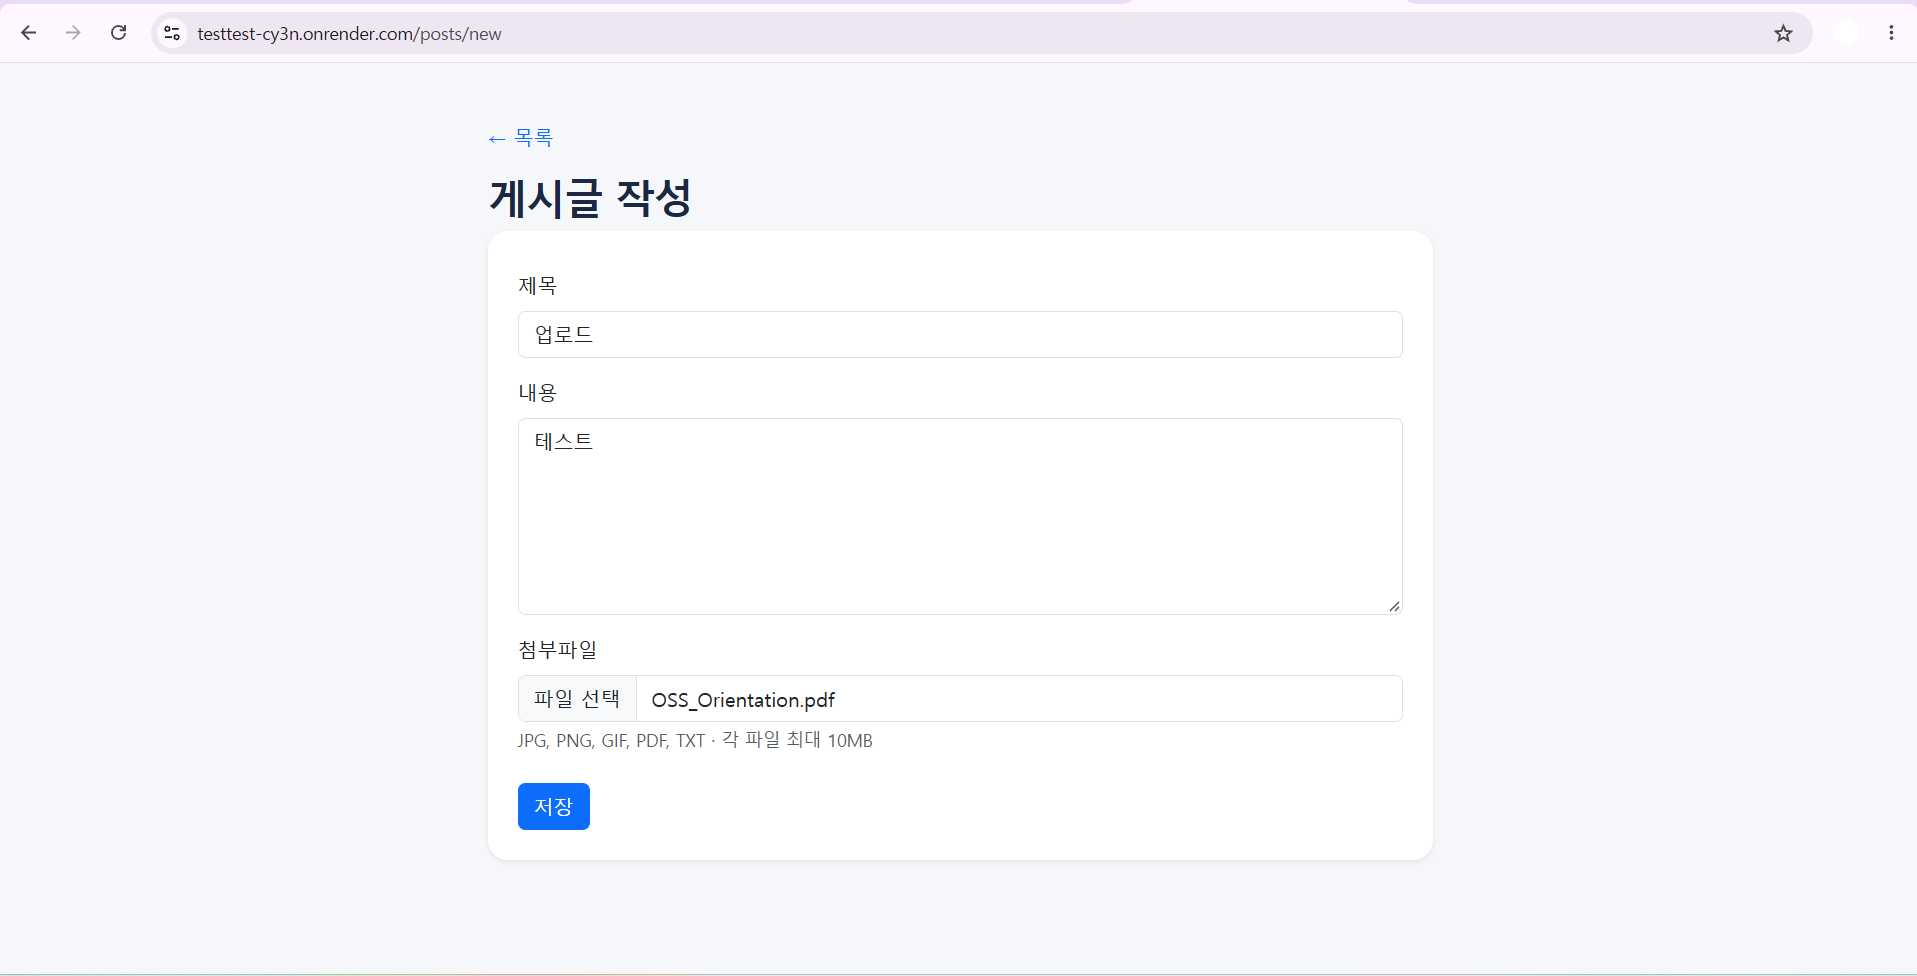 testtest-cy3n.onrender.com/posts/new
← 목록
게시글 작성
제목
업로드
내용
테스트
첨부파일
파일 선택 OSS_Orientation.pdf
JPG, PNG, GIF, PDF, TXT · 각 파일 최대 10MB
저장